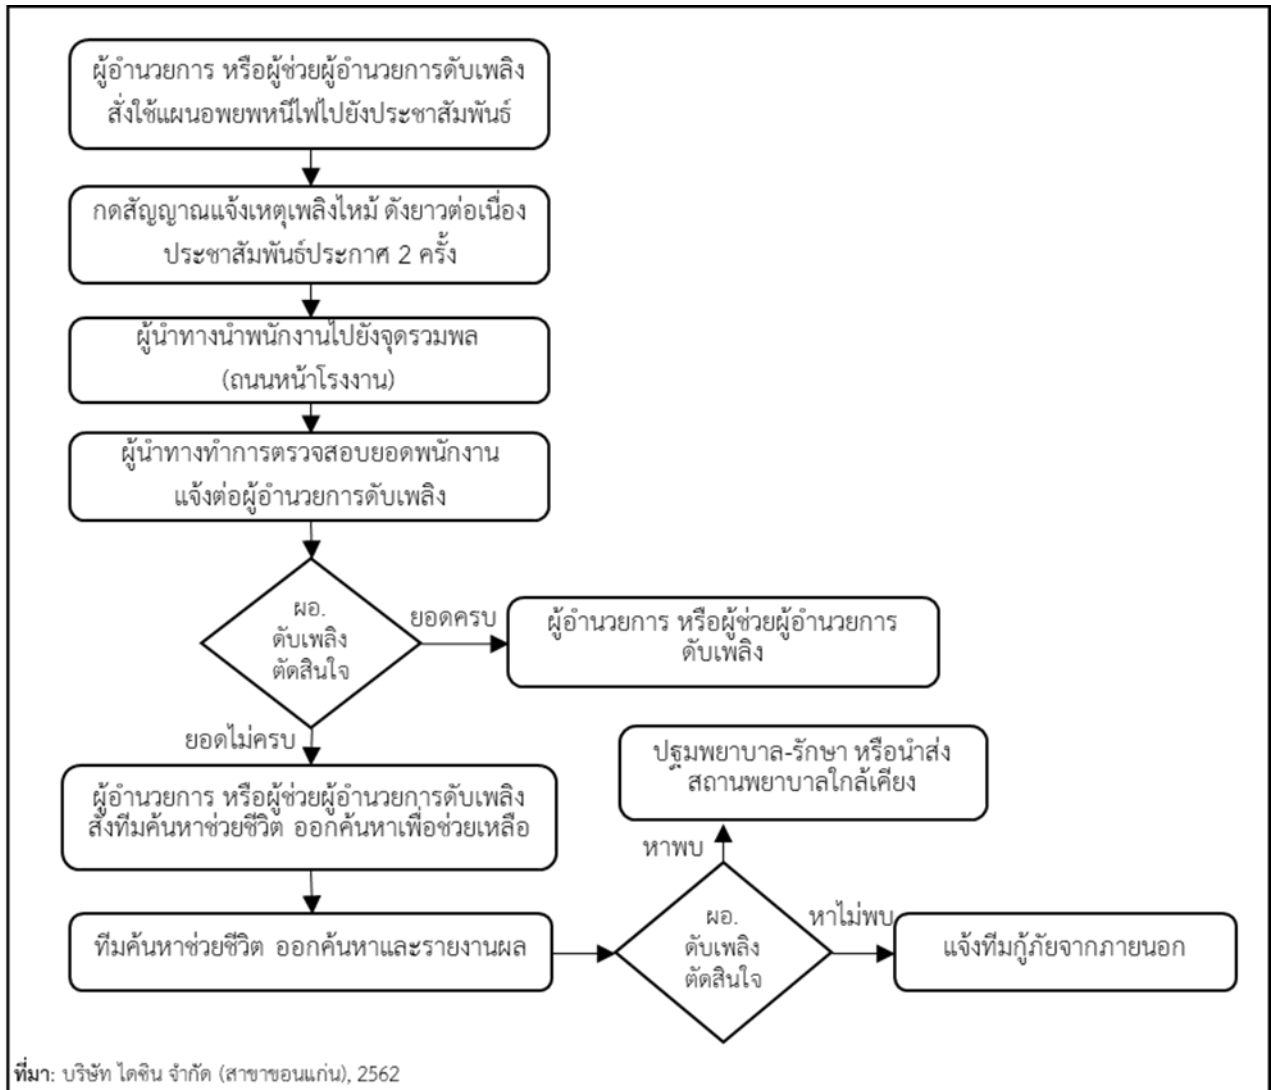 ผู้อำนวยการ หรือผู้ช่วยผู้อำนวยการดับเพลิง
สั่งใช้แผนอพยพหนีไฟไปยังประชาสัมพันธ์
กดสัญญาณแจ้งเหตุเพลิงไหม้ ดังยาวต่อเนื่อง
ประชาสัมพันธ์ประกาศ 2 ครั้ง
ผู้นำทางนำพนักงานไปยังจุดรวมพล
(ถนนหน้าโรงงาน)
ผู้นำทางทำการตรวจสอบยอดพนักงาน
แจ้งต่อผู้อำนวยการดับเพลิง
ผอ.
ดับเพลิง
ตัดสินใจ
ยอดครบ
ผู้อำนวยการ หรือผู้ช่วยผู้อำนวยการ
ดับเพลิง
ยอดไม่ครบ
ผู้อำนวยการ หรือผู้ช่วยผู้อำนวยการดับเพลิง
สั่งทีมค้นหาช่วยชีวิต ออกค้นหาเพื่อช่วยเหลือ
ทีมค้นหาช่วยชีวิต ออกค้นหาและรายงานผล
ผอ.
ดับเพลิง
ตัดสินใจ
หาพบ
ปฐมพยาบาล-รักษา หรือนำส่ง
สถานพยาบาลใกล้เคียง
หาไม่พบ
แจ้งทีมกู้ภัยจากภายนอก
ที่มา: บริษัท ไดซิน จำกัด (สาขาขอนแก่น), 2562